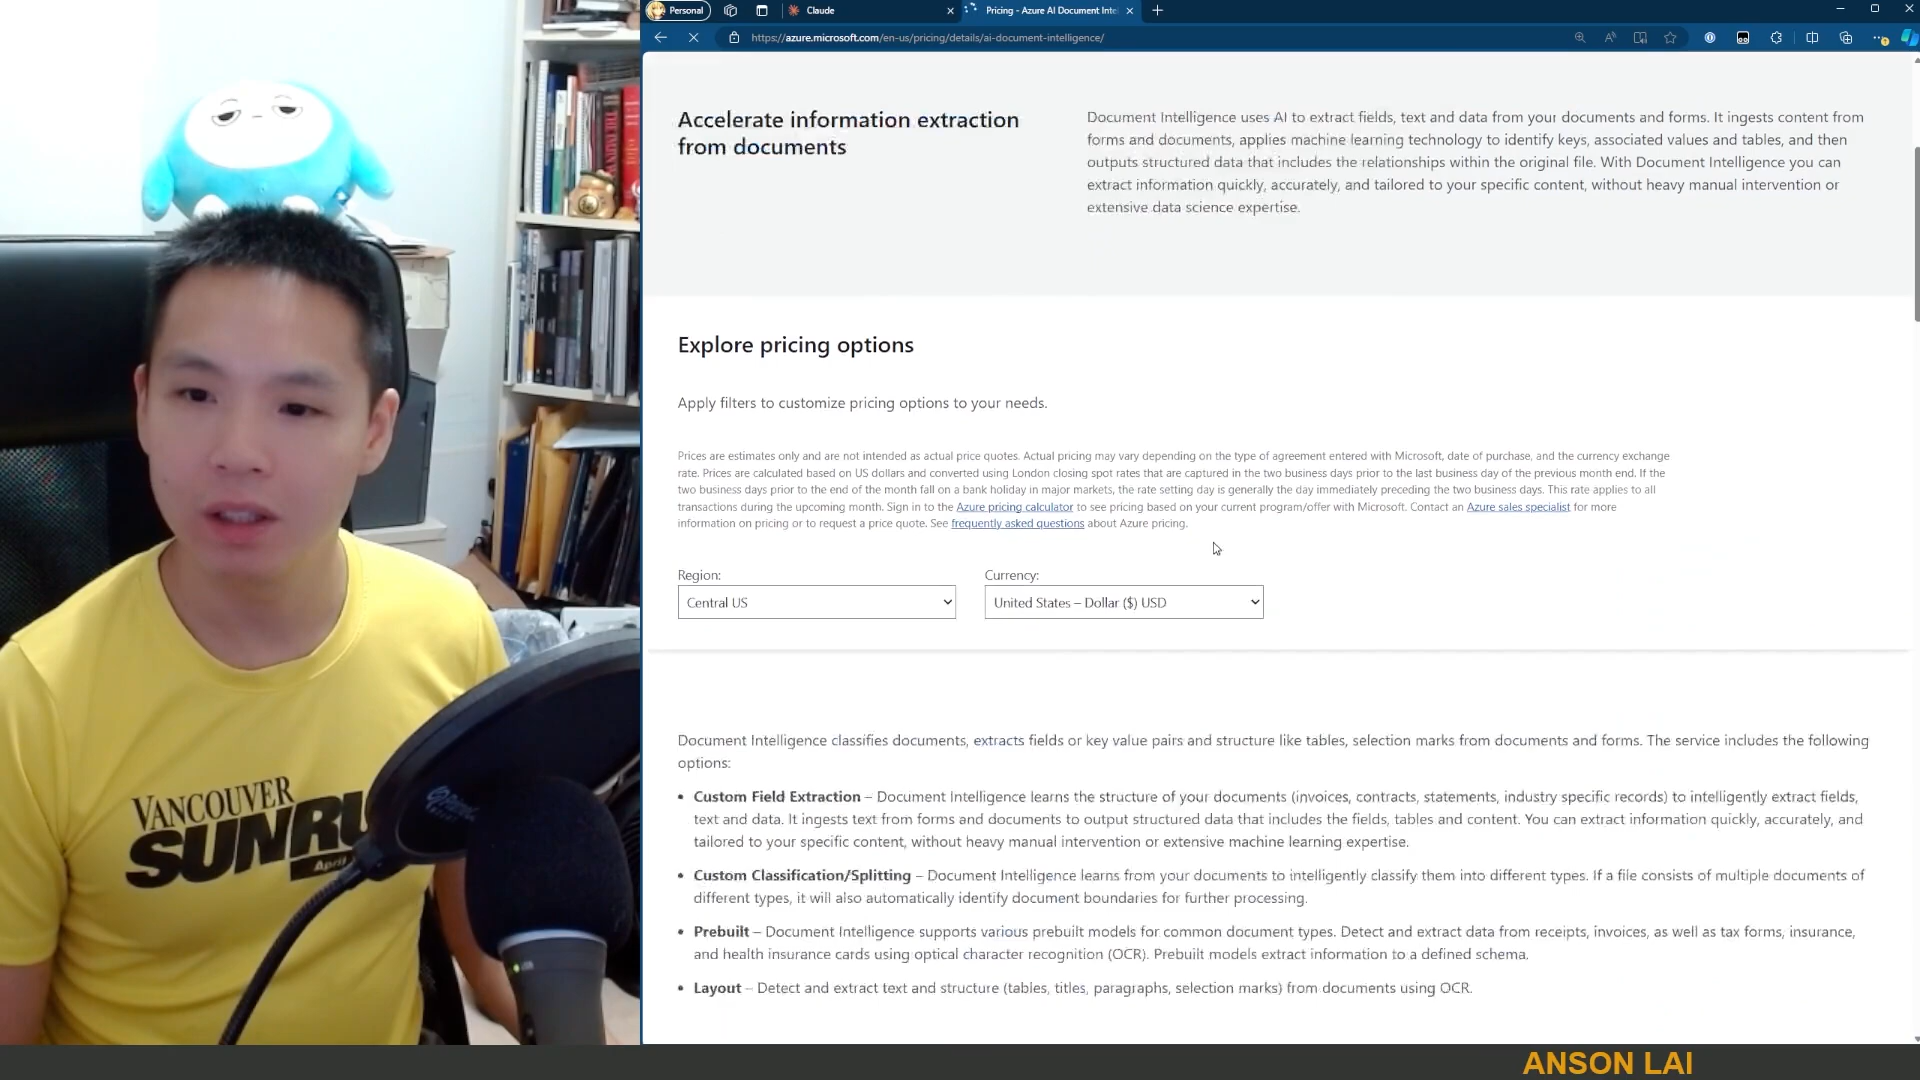 Personal
Claude
Pricing - Azure AI Document Inte
https://azure.microsoft.com/en-us/pricing/details/ai-document-intelligence/
Accelerate information extraction
from documents
Document Intelligence uses AI to extract fields, text and data from your documents and forms. It ingests content from
forms and documents, applies machine learning technology to identify keys, associated values and tables, and then
outputs structured data that includes the relationships within the original file. With Document Intelligence you can
extract information quickly, accurately, and tailored to your specific content, without heavy manual intervention or
extensive data science expertise.
Explore pricing options
Apply filters to customize pricing options to your needs.
Prices are estimates only and are not intended as actual price quotes. Actual pricing may vary depending on the type of agreement entered with Microsoft, date of purchase, and the currency exchange
rate. Prices are calculated based on US dollars and converted using London closing spot rates that are captured in the two business days prior to the last business day of the previous month end. If the
two business days prior to the end of the month fall on a bank holiday in major markets, the rate setting day is generally the day immediately preceding the two business days. This rate applies to all
transactions during the upcoming month. Sign in to the Azure pricing calculator to see pricing based on your current program/offer with Microsoft. Contact an Azure sales specialist for more
information on pricing or to request a price quote. See frequently asked questions about Azure pricing.
Region:
Currency:
Central US
United States – Dollar ($) USD
Document Intelligence classifies documents, extracts fields or key value pairs and structure like tables, selection marks from documents and forms. The service includes the following
options:
• Custom Field Extraction – Document Intelligence learns the structure of your documents (invoices, contracts, statements, industry specific records) to intelligently extract fields,
text and data. It ingests text from forms and documents to output structured data that includes the fields, tables and content. You can extract information quickly, accurately, and
tailored to your specific content, without heavy manual intervention or extensive machine learning expertise.
• Custom Classification/Splitting – Document Intelligence learns from your documents to intelligently classify them into different types. If a file consists of multiple documents of
different types, it will also automatically identify document boundaries for further processing.
• Prebuilt – Document Intelligence supports various prebuilt models for common document types. Detect and extract data from receipts, invoices, as well as tax forms, insurance,
and health insurance cards using optical character recognition (OCR). Prebuilt models extract information to a defined schema.
• Layout – Detect and extract text and structure (tables, titles, paragraphs, selection marks) from documents using OCR.
VANCOUVER
SUNRU
April
ANSON LAI